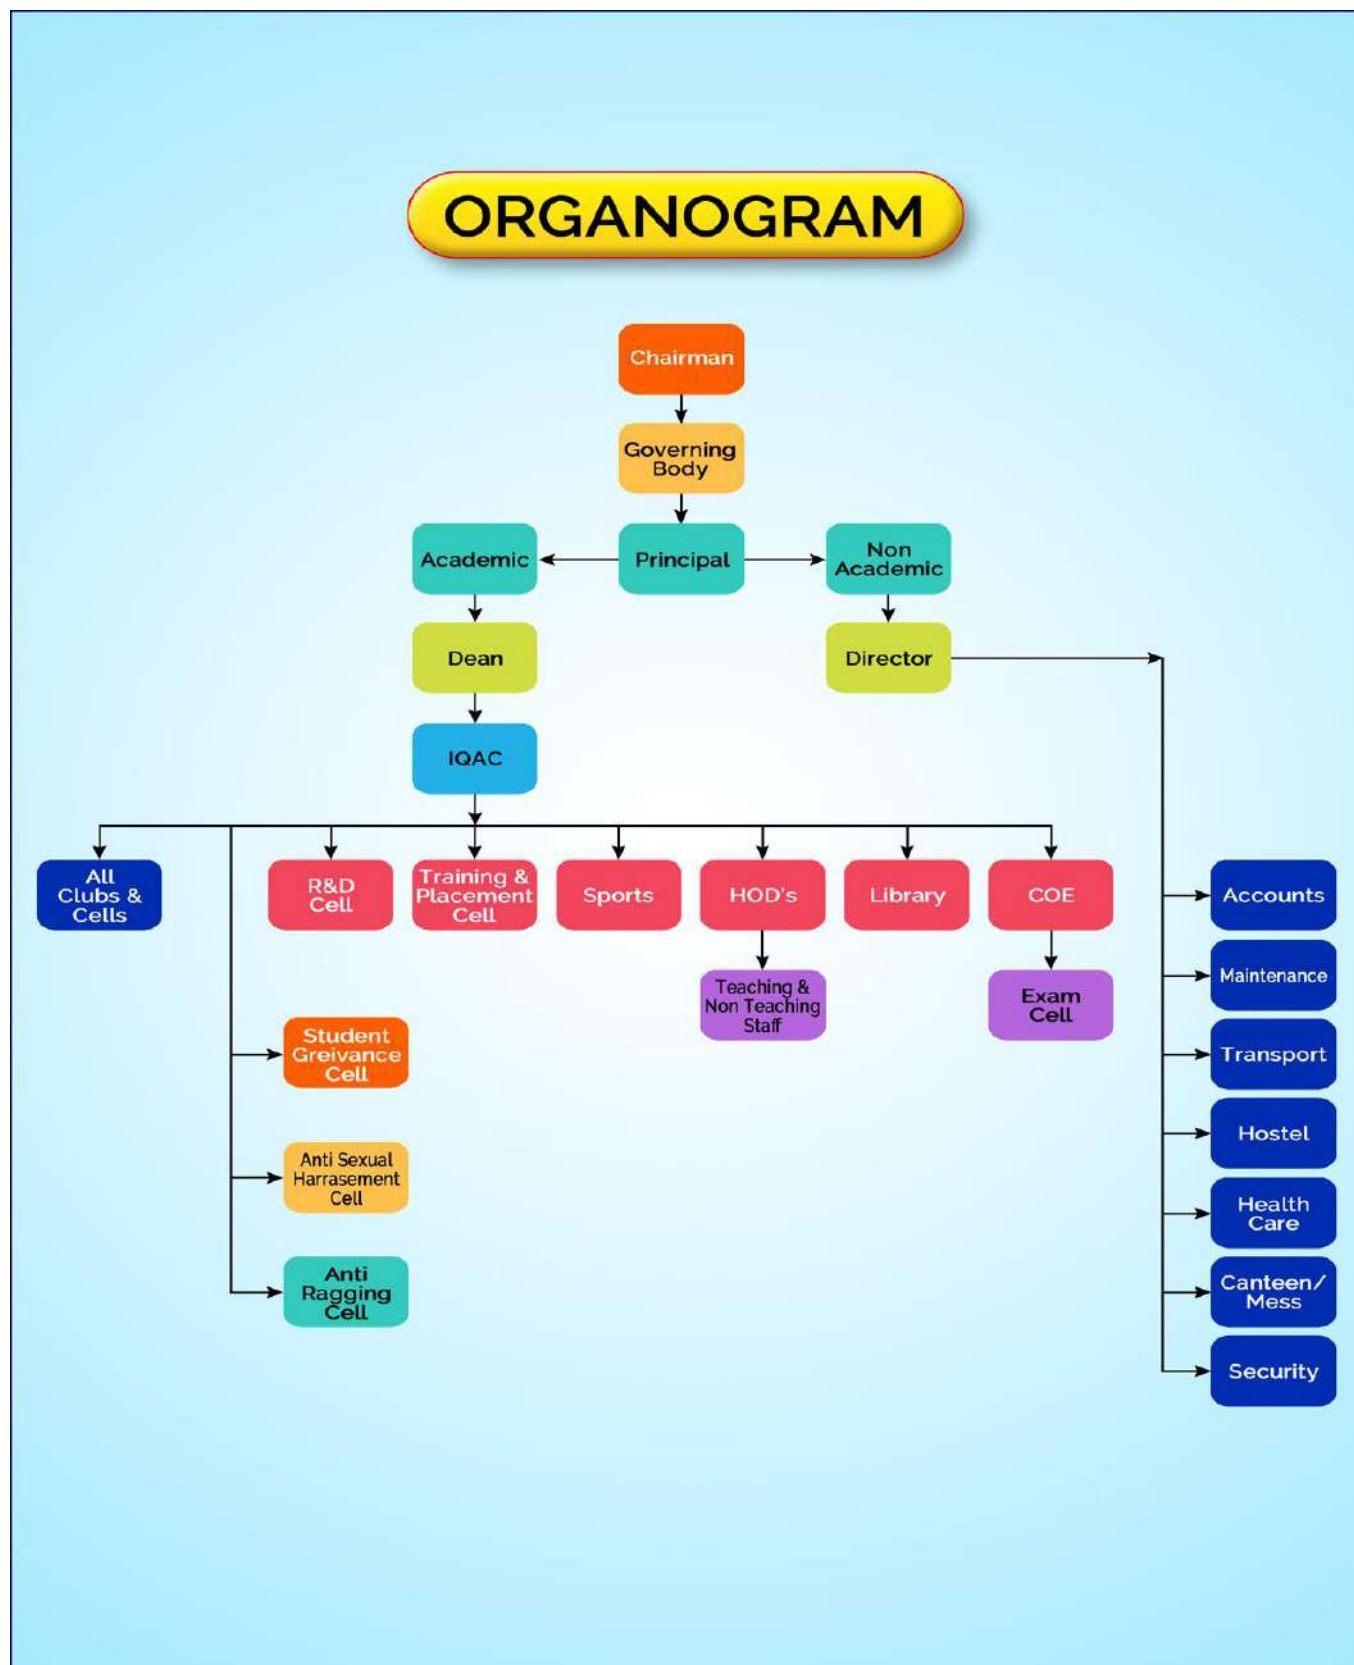 ORGANOGRAM
Chairman
Governing
Body
Academic
Principal
Non
Academic
Dean
Director
IQAC
All
Clubs &
Cells
R&D
Cell
Training &
Placement
Cell
Sports
HOD's
Library
COE
Accounts
Teaching &
Non Teaching
Staff
Exam
Cell
Maintenance
Student
Greivance
Cell
Transport
Hostel
Anti Sexual
Harrasement
Cell
Health
Care
Anti
Ragging
Cell
Canteen/
Mess
Security